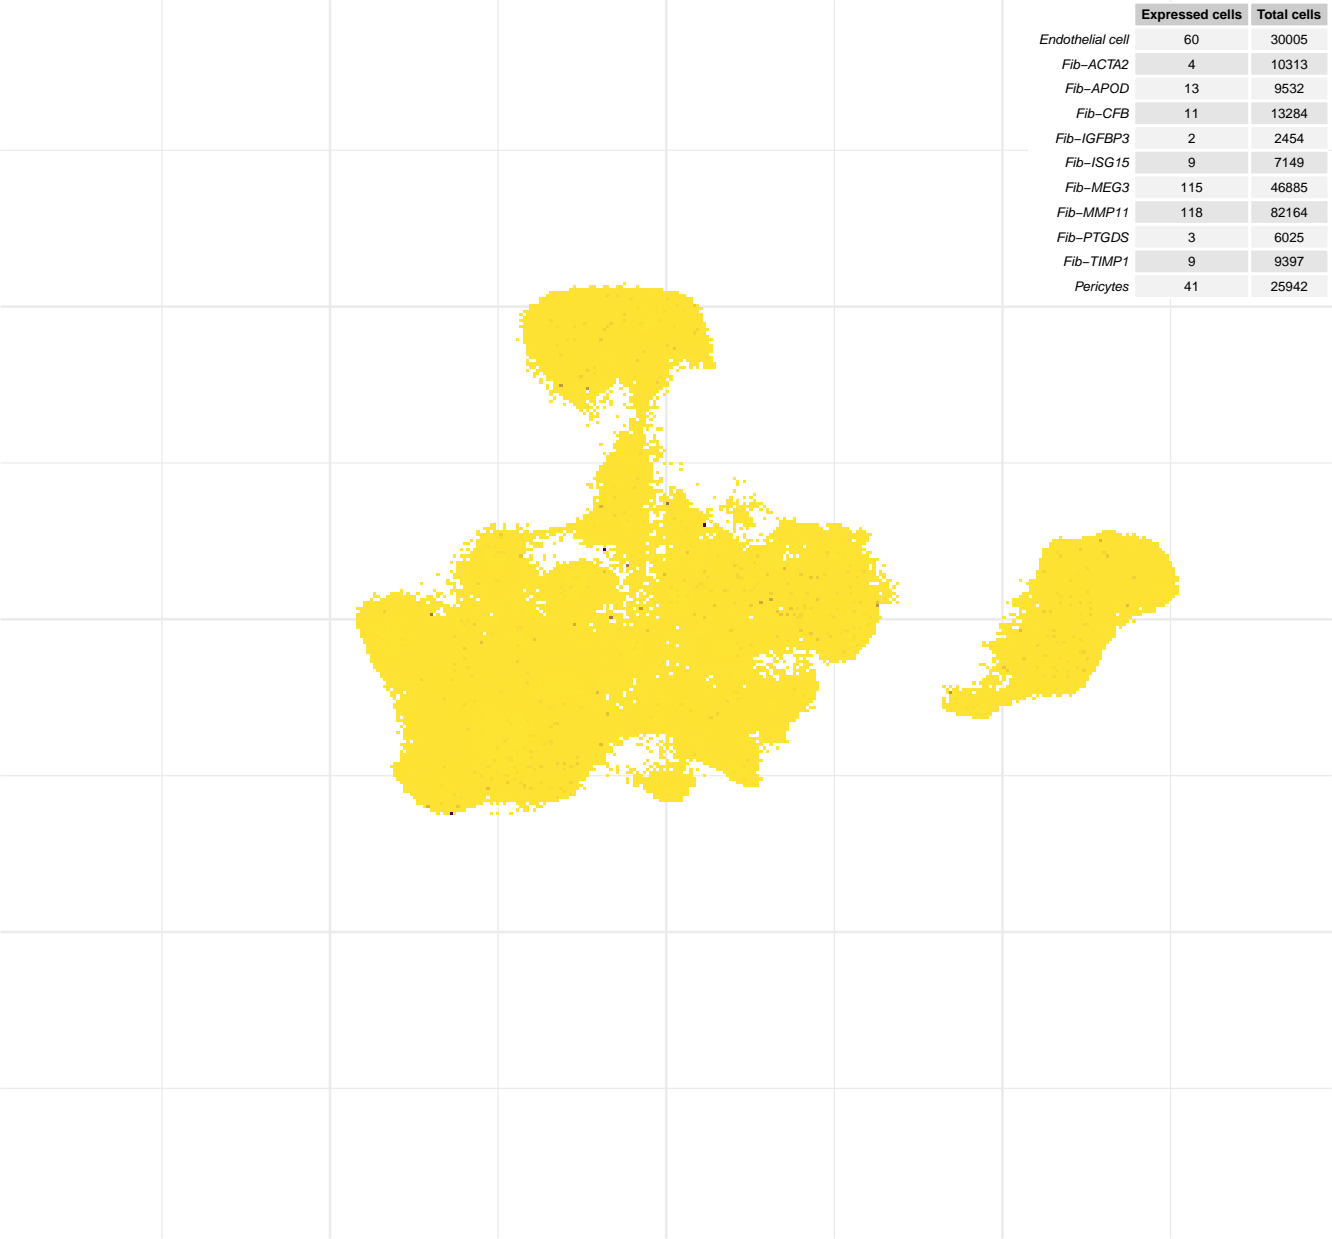 Expressed cells Total cells
Endothelial cell 60 30005
Fib−ACTA2 4 10313
Fib−APOD 13 9532
Fib−CFB 11 13284
Fib−IGFBP3 2 2454
Fib−ISG15 9 7149
Fib−MEG3 115 46885
Fib−MMP11 118 82164
Fib−PTGDS 3 6025
Fib−TIMP1 9 9397
Pericytes 41 25942